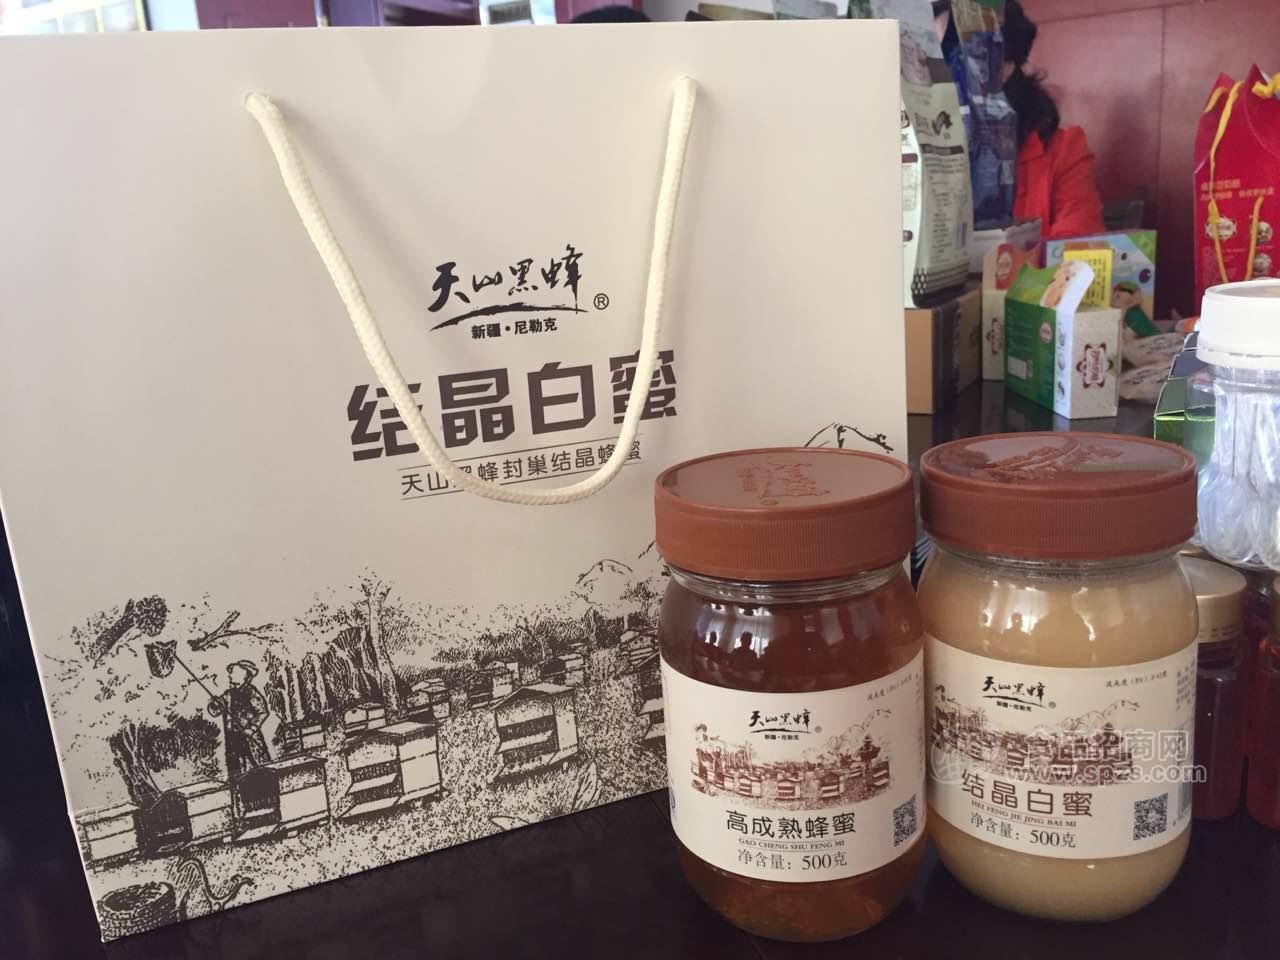 天山黑蜂®
新疆·尼勒克
结晶白蜜
天山黑蜂封巢结晶蜂蜜
天山黑蜂®
新疆·尼勒克
高成熟蜂蜜
GAO CHENG SHU FENG MI
净含量：500克
天山黑蜂®
新疆·尼勒克
结晶白蜜
HEI FENG JIE JING BAI MI
净含量：500克
食品招商网
www.spzs.com